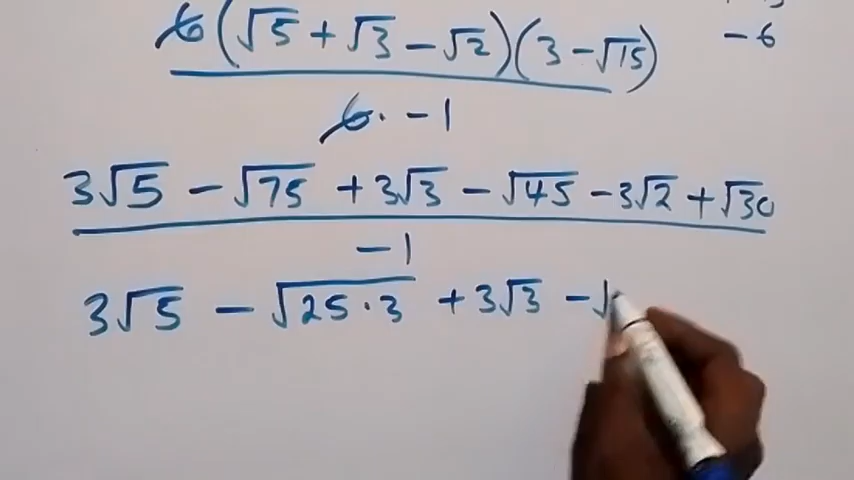 6(√5 + √3 - √2)(3 - √15)
- 6
6 · -1
3√5 - √75 + 3√3 - √45 - 3√2 + √30
-1
3√5 - √25·3 + 3√3 - √